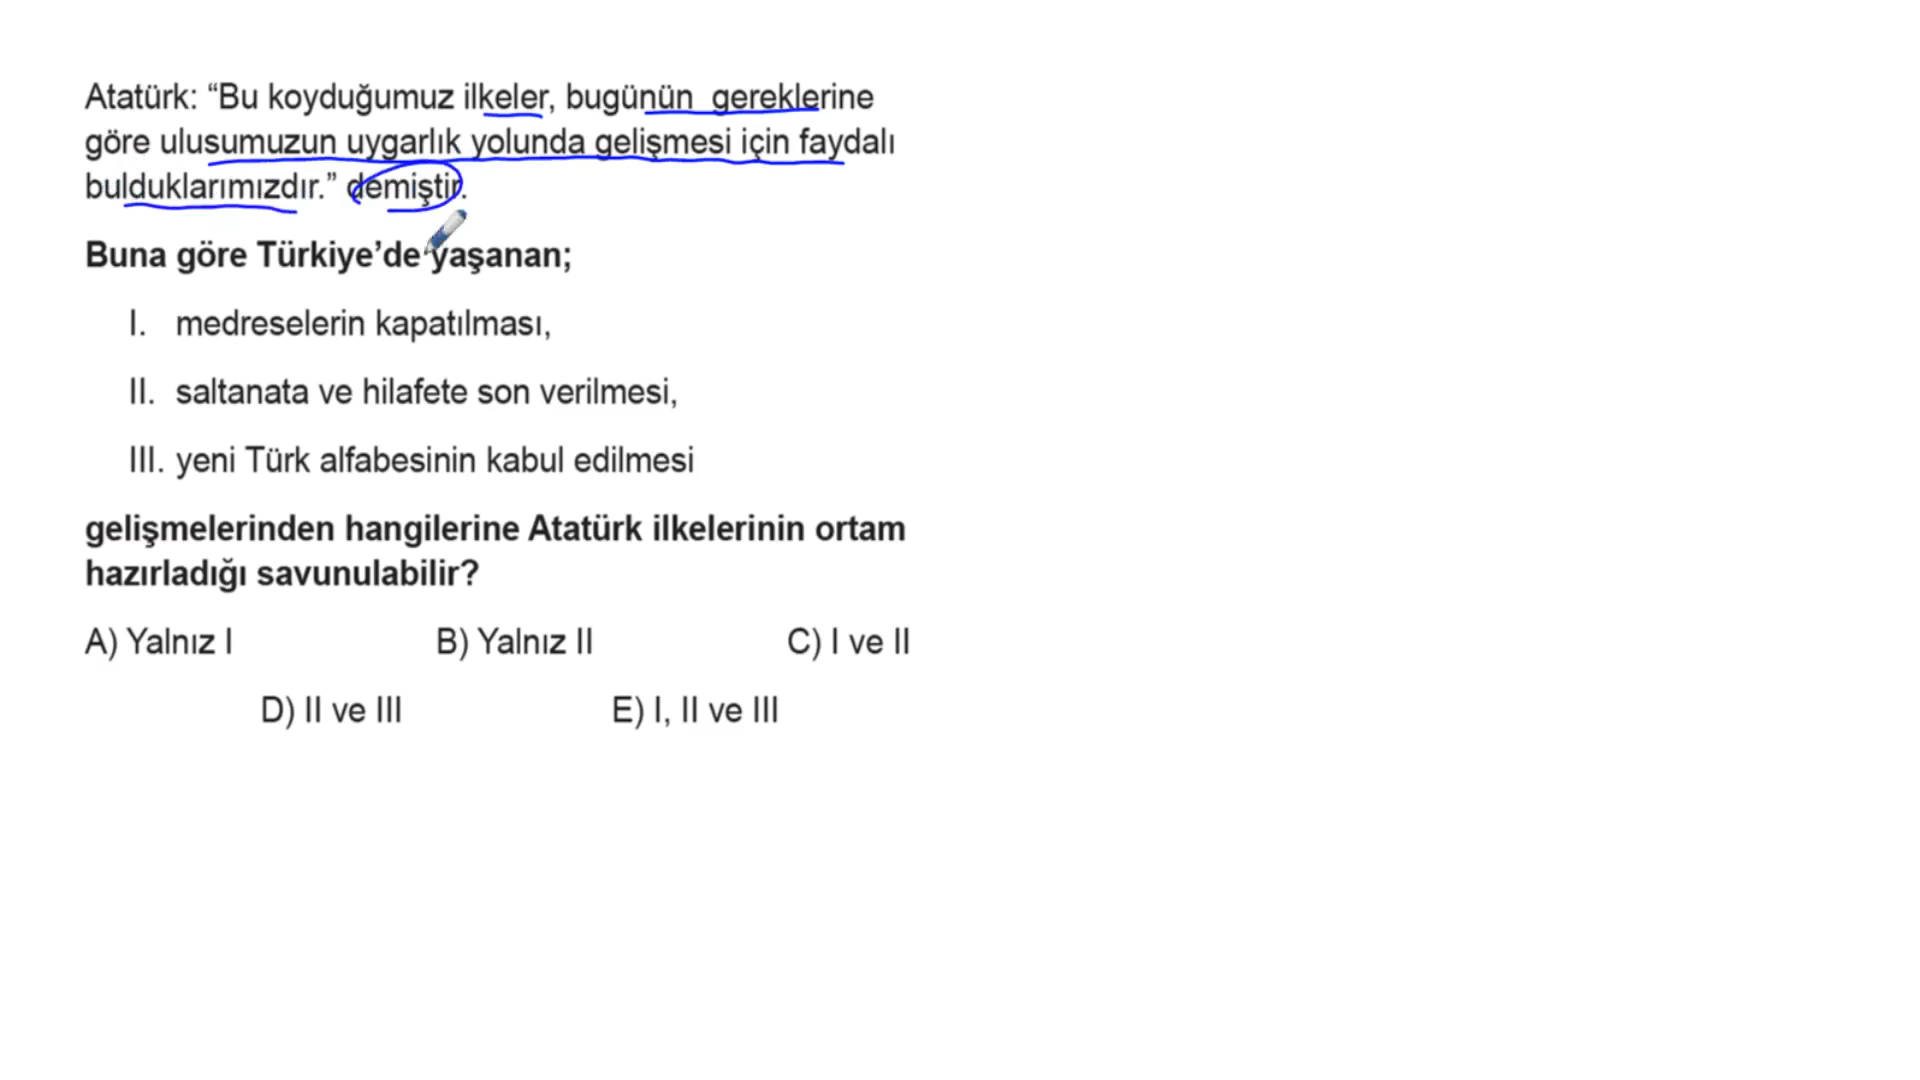 Atatürk: “Bu koyduğumuz ilkeler, bugünün gereklerine
göre ulusumuzun uygarlık yolunda gelişmesi için faydalı
bulduklarımızdır.” demiştir.
Buna göre Türkiye’de yaşanan;
I. medreselerin kapatılması,
II. saltanata ve hilafete son verilmesi,
III. yeni Türk alfabesinin kabul edilmesi
gelişmelerinden hangilerine Atatürk ilkelerinin ortam
hazırladığı savunulabilir?
A) Yalnız I B) Yalnız II C) I ve II
D) II ve III E) I, II ve III